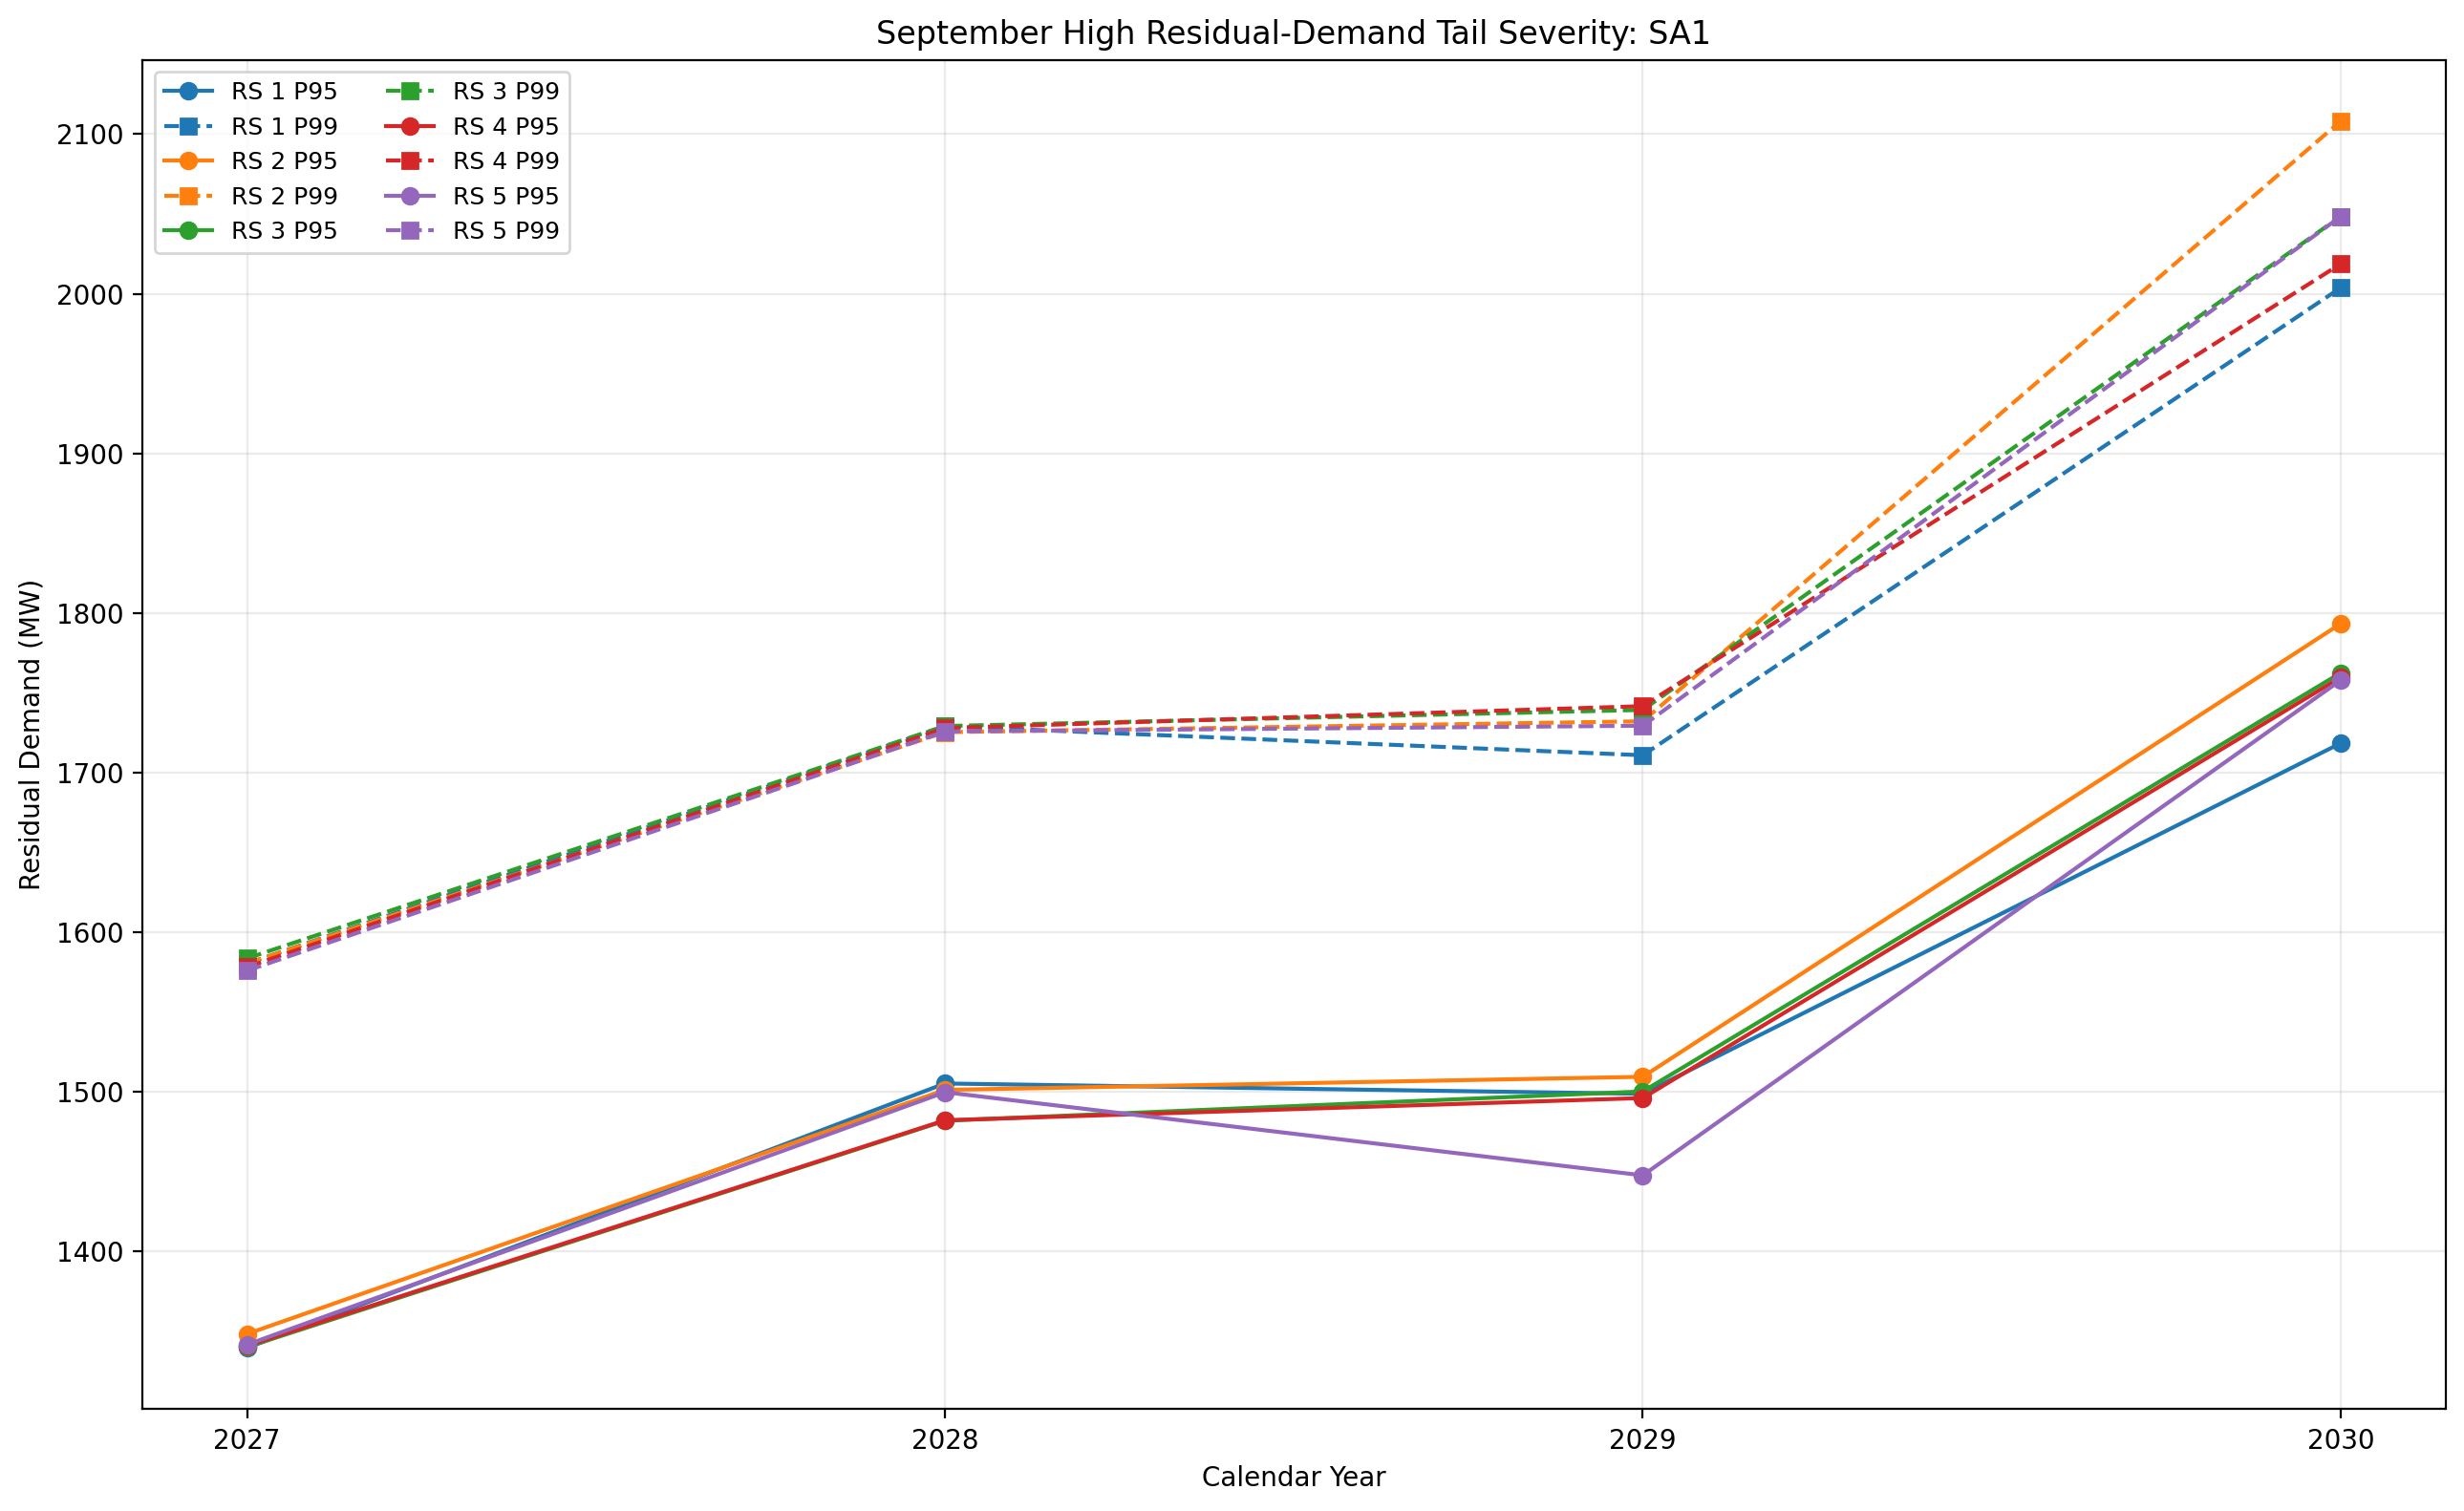 September High Residual-Demand Tail Severity: SA1
RS 1 P95
RS 1 P99
RS 2 P95
RS 2 P99
RS 3 P95
RS 3 P99
RS 4 P95
RS 4 P99
RS 5 P95
RS 5 P99
Residual Demand (MW)
2100
2000
1900
1800
1700
1600
1500
1400
2027
2028
2029
2030
Calendar Year